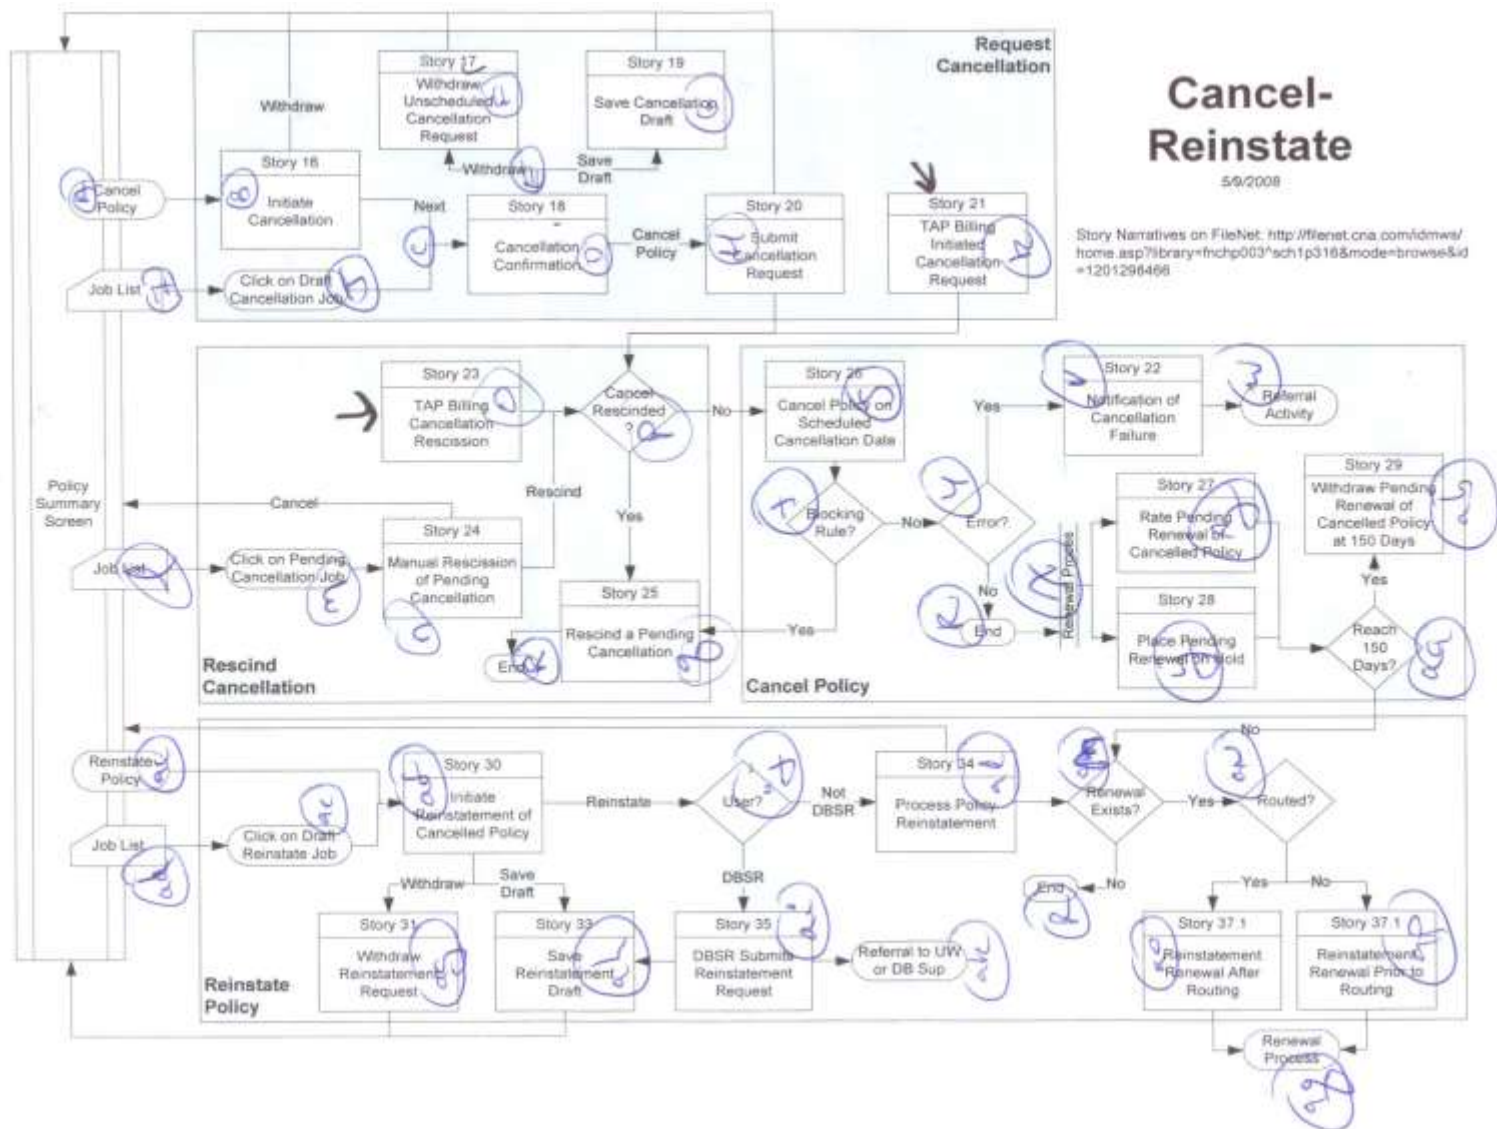 Request
Cancellation
Cancel-
Reinstate
5/9/2008
Story Narratives on FileNet: http://filenet.cna.com/idmws/
home.asp?library=fnchp003^sch1p316&mode=browse&id
=1201296466
Story 17
Withdraw
Unscheduled
Cancellation
Request
Story 19
Save Cancellation
Draft
Withdraw
Withdraw
Save
Draft
A
Cancel
Policy
Story 16
B
Initiate
Cancellation
Next
C
Story 18
Cancellation
Confirmation
D
Cancel
Policy
Story 20
H
Submit
Cancellation
Request
Story 21
TAP Billing
Initiated
Cancellation
Request
Job List
Click on Draft
Cancellation Job
Story 23
TAP Billing
Cancellation
Rescission
Cancel
Rescinded
?
No
Story 26
Cancel Policy on
Scheduled
Cancellation Date
Yes
Story 22
Notification of
Cancellation
Failure
Referral
Activity
Policy
Summary
Screen
Cancel
Rescind
Yes
Blocking
Rule?
No
Error?
No
End
Renewal Process
Story 27
Rate Pending
Renewal of
Cancelled Policy
Story 29
Withdraw Pending
Renewal of
Cancelled Policy
at 150 Days
Yes
Job List
Click on Pending
Cancellation Job
Story 24
Manual Rescission
of Pending
Cancellation
Story 25
Rescind a Pending
Cancellation
Yes
End
Story 28
Place Pending
Renewal on Hold
Reach
150
Days?
aa
Rescind
Cancellation
Cancel Policy
No
Reinstate
Policy
Story 30
Initiate
Reinstatement of
Cancelled Policy
Reinstate
User?
Not
DBSR
Story 34
Process Policy
Reinstatement
Renewal
Exists?
Yes
Routed?
Job List
Click on Draft
Reinstate Job
Withdraw
Save
Draft
DBSR
End
No
Yes
No
Story 31
Withdraw
Reinstatement
Request
Story 33
Save
Reinstatement
Draft
Story 35
DBSR Submits
Reinstatement
Request
Referral to UW
or DB Sup
Story 37.1
Reinstatement
Renewal After
Routing
Story 37.1
Reinstatement
Renewal Prior to
Routing
Reinstate
Policy
Renewal
Process